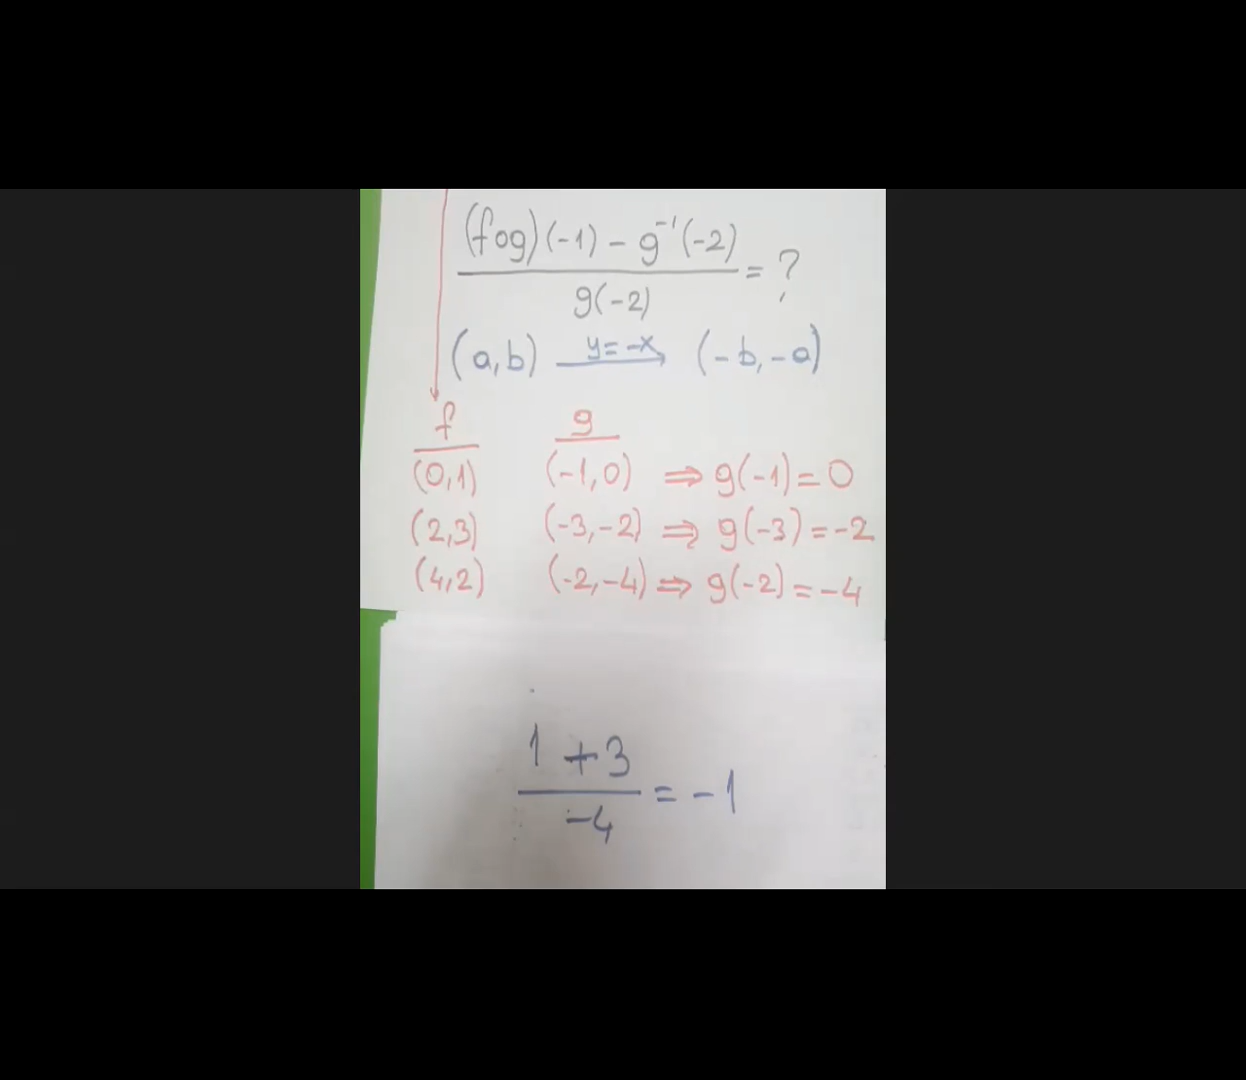 (fog)(-1) - g⁻¹(-2)
g(-2)
= ?
(a,b) y=-x (-b,-a)
f g
(0,1) (-1,0) ⇒ g(-1)=0
(2,3) (-3,-2) ⇒ g(-3)=-2
(4,2) (-2,-4) ⇒ g(-2)=-4
1 +3
-4
= -1